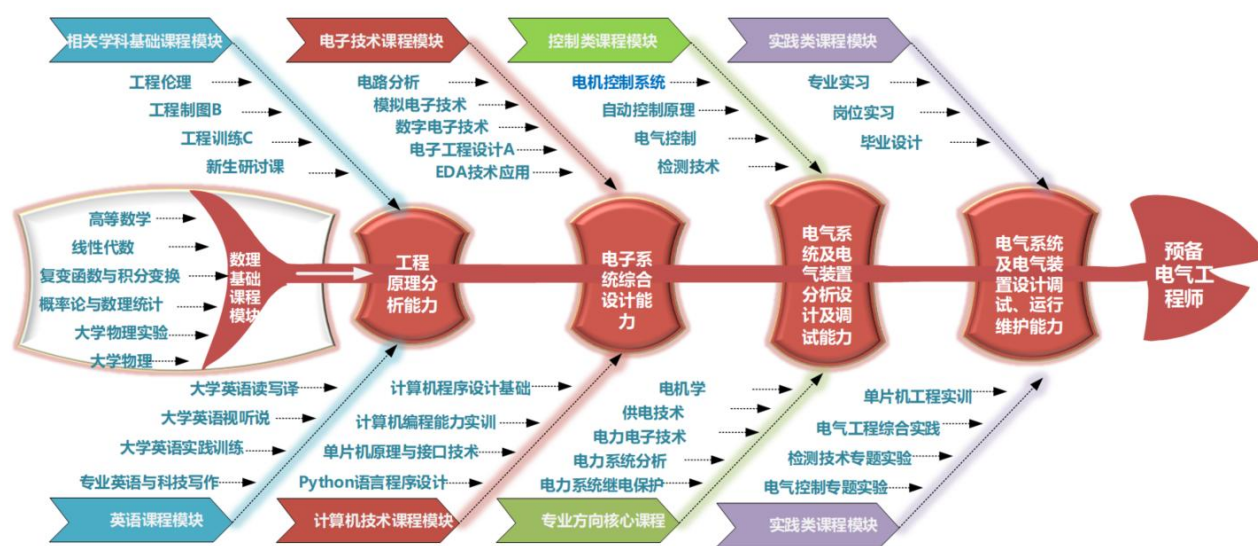 相关学科基础课程模块
电子技术课程模块
控制类课程模块
实践类课程模块
工程伦理
工程制图B
工程训练C
新生研讨课
电路分析
模拟电子技术
数字电子技术
电子工程设计A
EDA技术应用
电机控制系统
自动控制原理
电气控制
检测技术
专业实习
岗位实习
毕业设计
高等数学
线性代数
复变函数与积分变换
概率论与数理统计
大学物理实验
大学物理
数理
基础
课程
模块
工程
原理分
析能力
电子系
统综合
设计能
力
电气系
统及电
气装置
分析设
计及调
试能力
电气系统
及电气装
置设计调
试、运行
维护能力
预备
电气工
程师
大学英语读写译
大学英语视听说
大学英语实践训练
专业英语与科技写作
计算机程序设计基础
计算机编程能力实训
单片机原理与接口技术
Python语言程序设计
电机学
供电技术
电力电子技术
电力系统分析
电力系统继电保护
单片机工程实训
电气工程综合实践
检测技术专题实验
电气控制专题实验
英语课程模块
计算机技术课程模块
专业方向核心课程
实践类课程模块